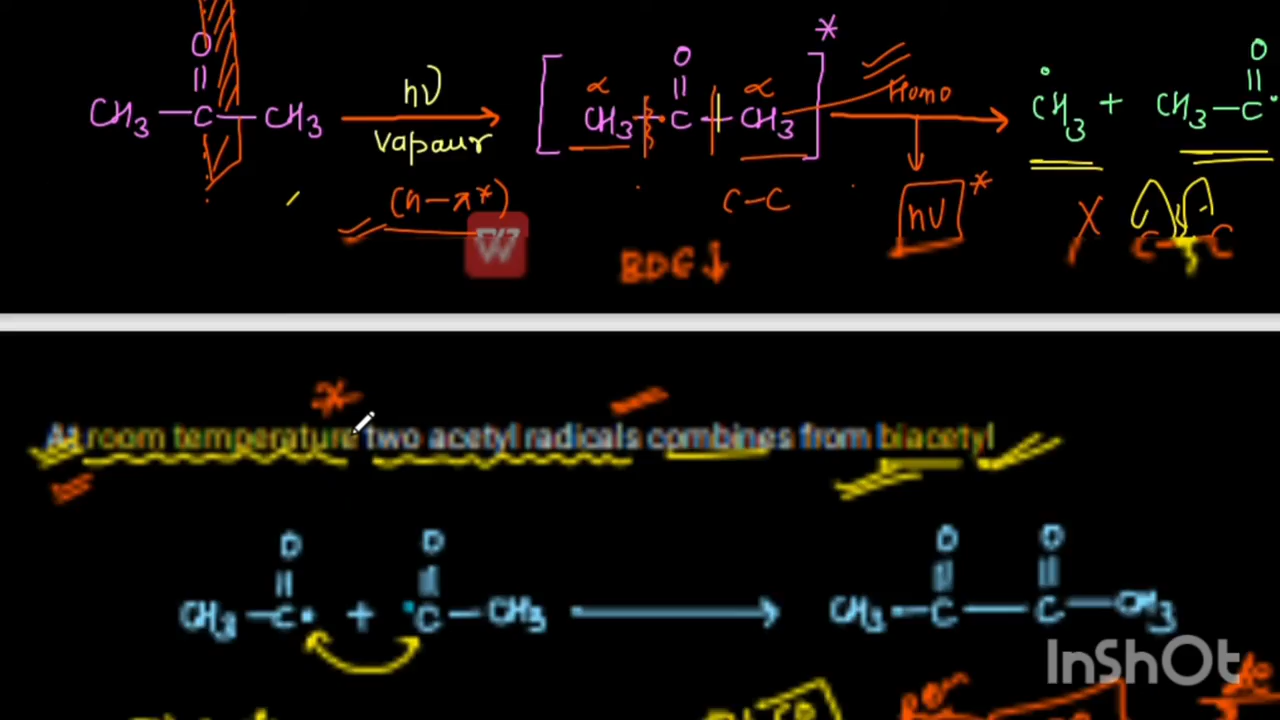 O O * O
|| α || α ||
CH3 — C — CH3 hν [ CH3 — C — CH3 ] Homo ĊH3 + CH3 — C•
vapaur
(n – π*) C – C hν * X C C
BDE ↓
At room temperature two acetyl radicals combines from biacetyl
O O O O
|| || || ||
CH3 — C• + •C — CH3 CH3 — C — C — CH3
InShOt